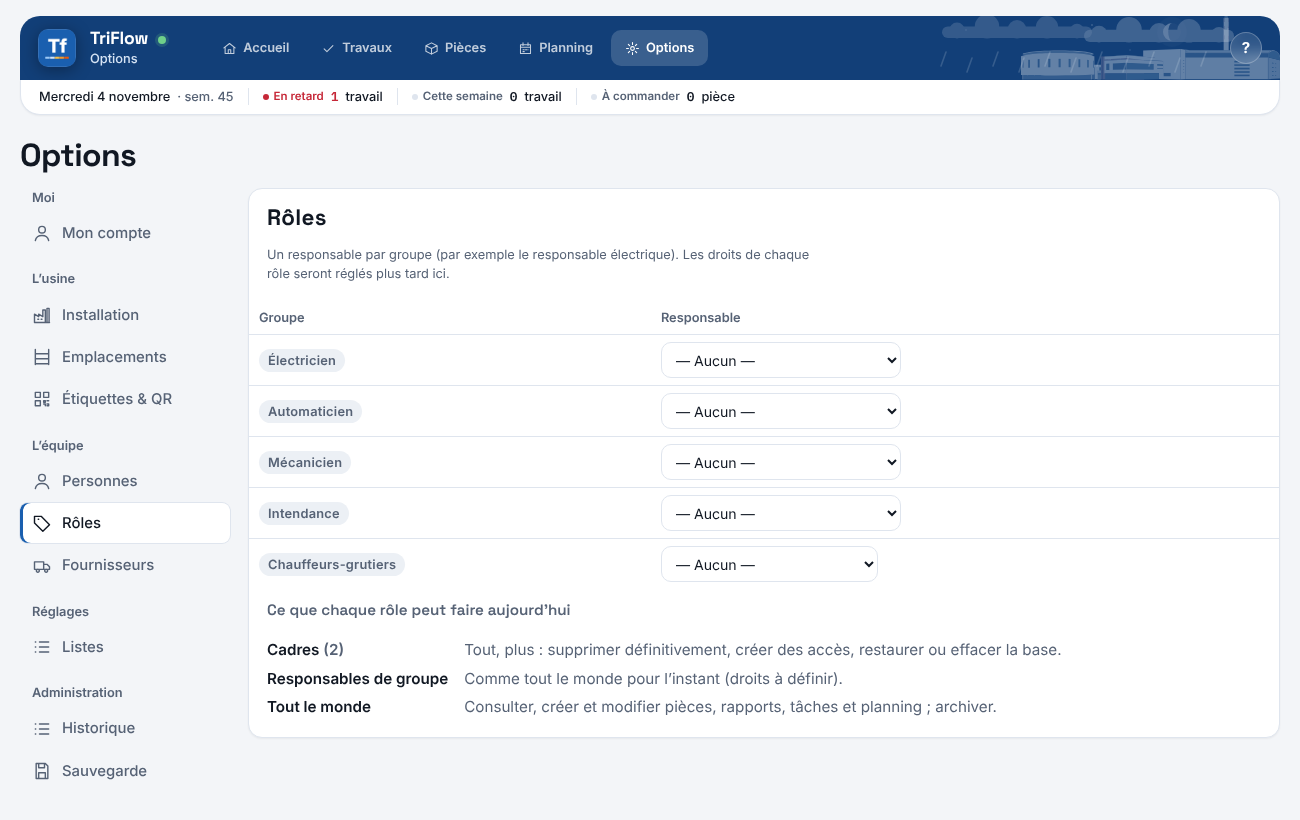 Tf
TriFlow
Options
Accueil
Travaux
Pièces
Planning
Options
?
Mercredi 4 novembre · sem. 45
En retard 1 travail
Cette semaine 0 travail
À commander 0 pièce
Options
Moi
Mon compte
L’usine
Installation
Emplacements
Étiquettes & QR
L’équipe
Personnes
Rôles
Fournisseurs
Réglages
Listes
Administration
Historique
Sauvegarde
Rôles
Un responsable par groupe (par exemple le responsable électrique). Les droits de chaque
rôle seront réglés plus tard ici.
Groupe Responsable
Électricien — Aucun —
Automaticien — Aucun —
Mécanicien — Aucun —
Intendance — Aucun —
Chauffeurs-grutiers — Aucun —
Ce que chaque rôle peut faire aujourd’hui
Cadres (2) Tout, plus : supprimer définitivement, créer des accès, restaurer ou effacer la base.
Responsables de groupe Comme tout le monde pour l’instant (droits à définir).
Tout le monde Consulter, créer et modifier pièces, rapports, tâches et planning ; archiver.